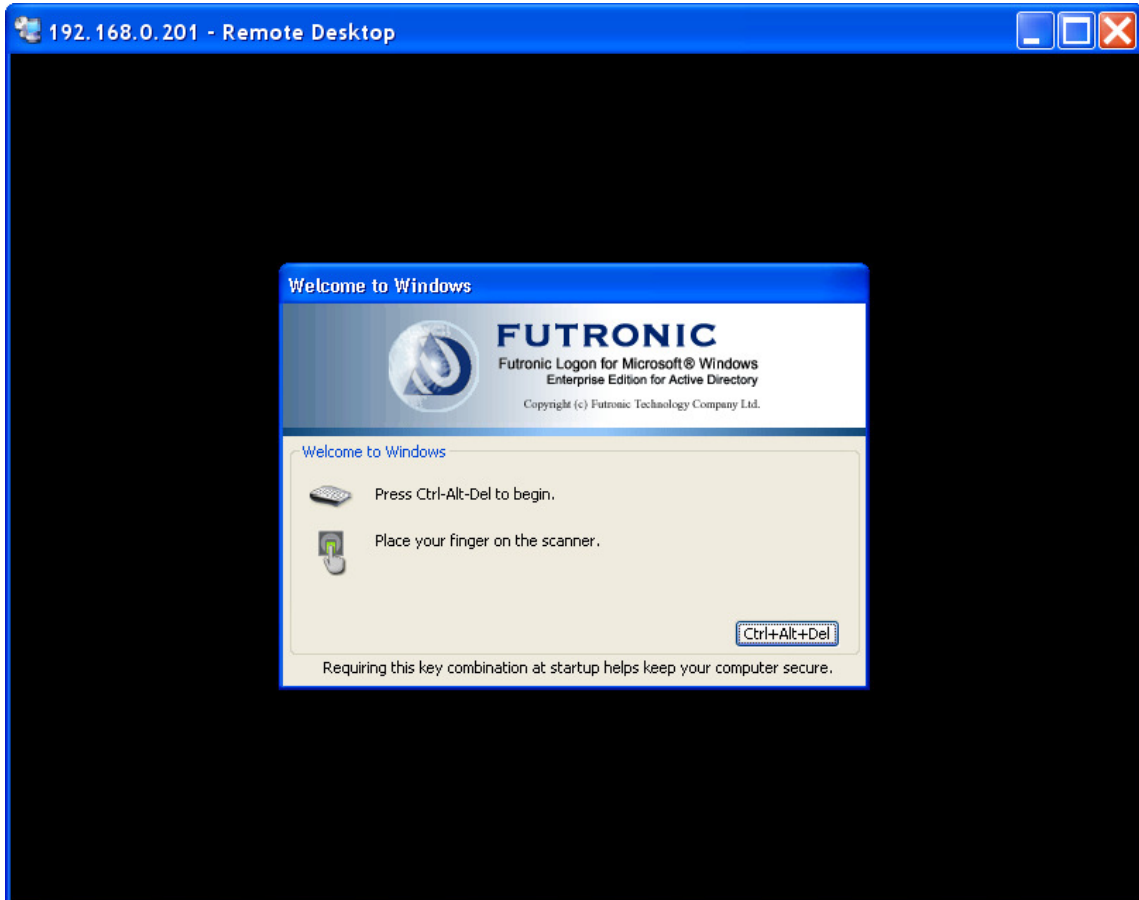 192.168.0.201 - Remote Desktop
Welcome to Windows
FUTRONIC
Futronic Logon for Microsoft® Windows
Enterprise Edition for Active Directory
Copyright (c) Futronic Technology Company Ltd.
Welcome to Windows
Press Ctrl-Alt-Del to begin.
Place your finger on the scanner.
Ctrl+Alt+Del
Requiring this key combination at startup helps keep your computer secure.